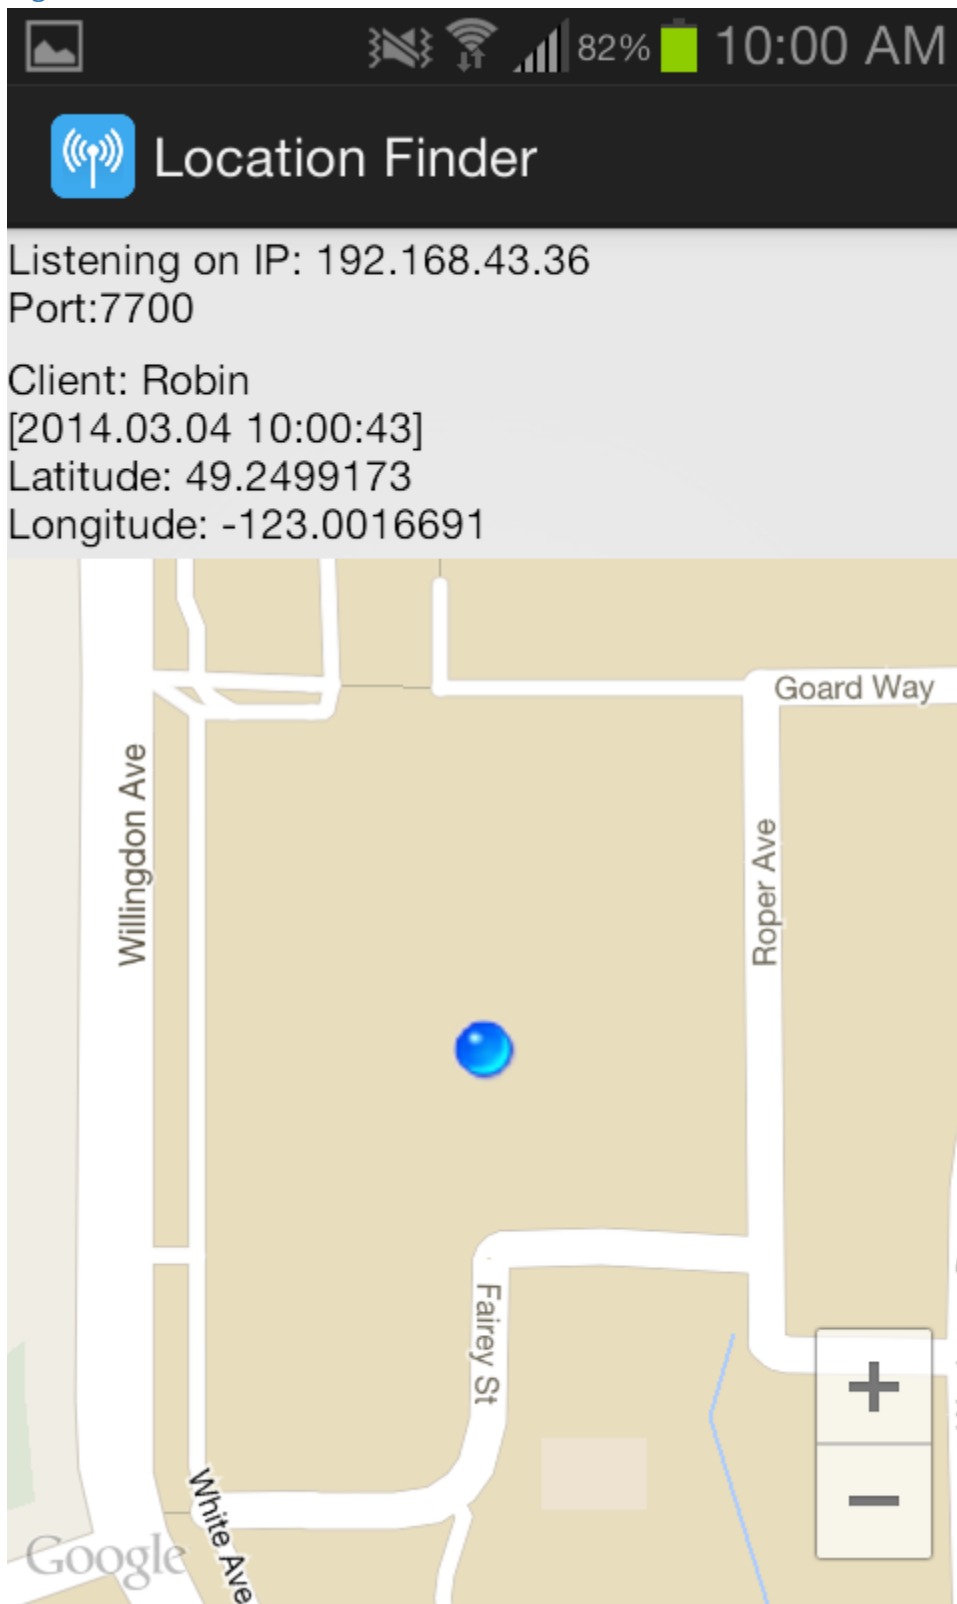 82% 10:00 AM
Location Finder
Listening on IP: 192.168.43.36
Port:7700
Client: Robin
[2014.03.04 10:00:43]
Latitude: 49.2499173
Longitude: -123.0016691
Goard Way
Willingdon Ave
Roper Ave
Fairey St
White Ave
Google